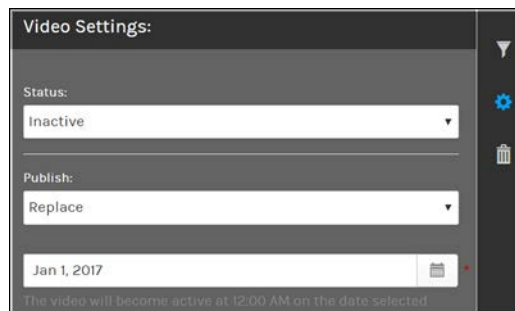 Video Settings:
Status:
Inactive
Publish:
Replace
Jan 1, 2017
*
The video will become active at 12:00 AM on the date selected